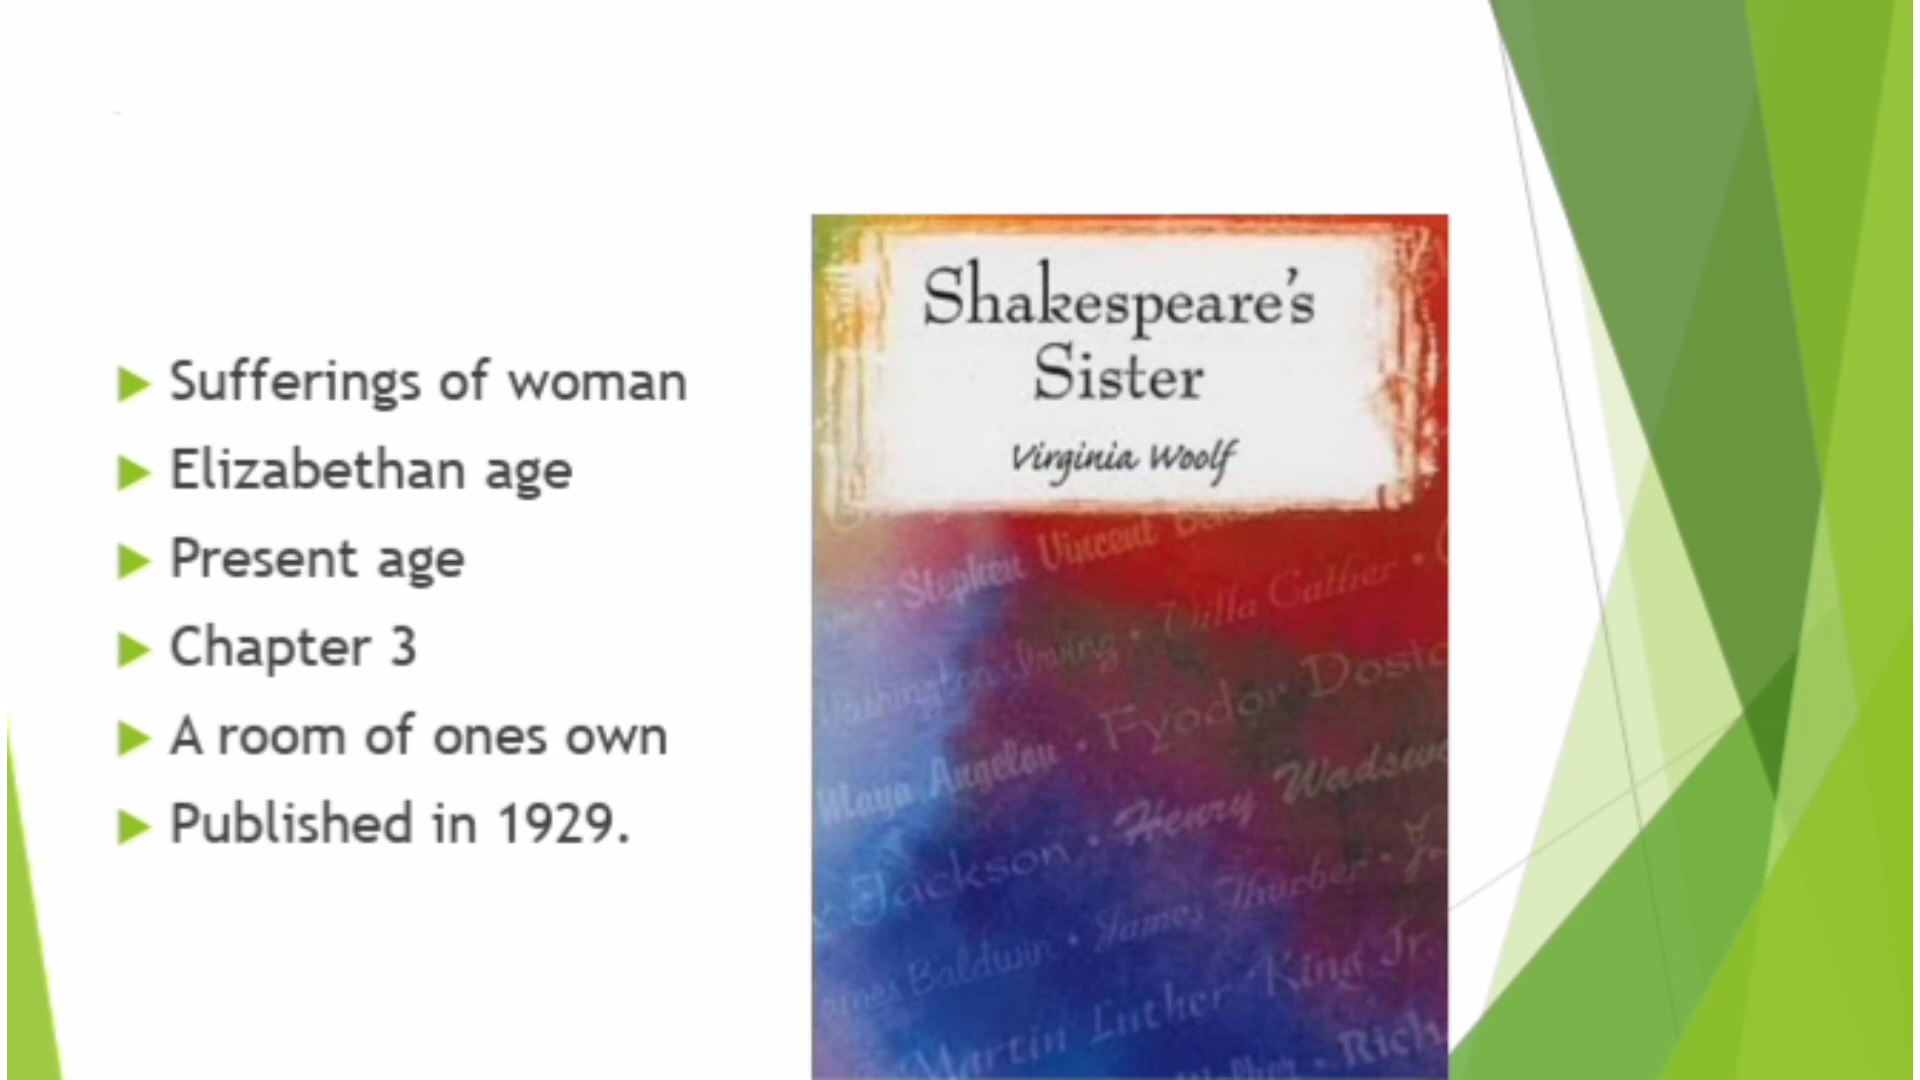 Sufferings of woman
Elizabethan age
Present age
Chapter 3
A room of ones own
Published in 1929.
Shakespeare's
Sister
Virginia Woolf
Stephen Vincent
Willa Cather
Washington Irving
Fyodor
Maya Angelou
Henry
Jackson
James Thurber
Baldwin
Martin Luther King Jr.